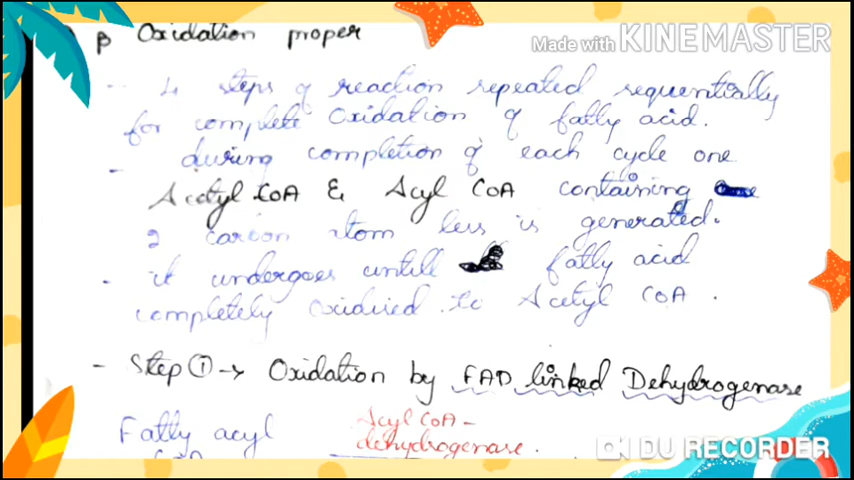 β Oxidation proper
Made with KINEMASTER
- 4 steps of reaction repeated sequentially
for complete Oxidation of fatty acid.
- during completion of each cycle one
Acetyl CoA & Acyl CoA containing
2 carbon atom less is generated.
- it undergoes untill fatty acid
completely oxidised to Acetyl CoA.
- Step ① → Oxidation by FAD linked Dehydrogenase
Fatty acyl
Acyl CoA -
dehydrogenase.
DU RECORDER